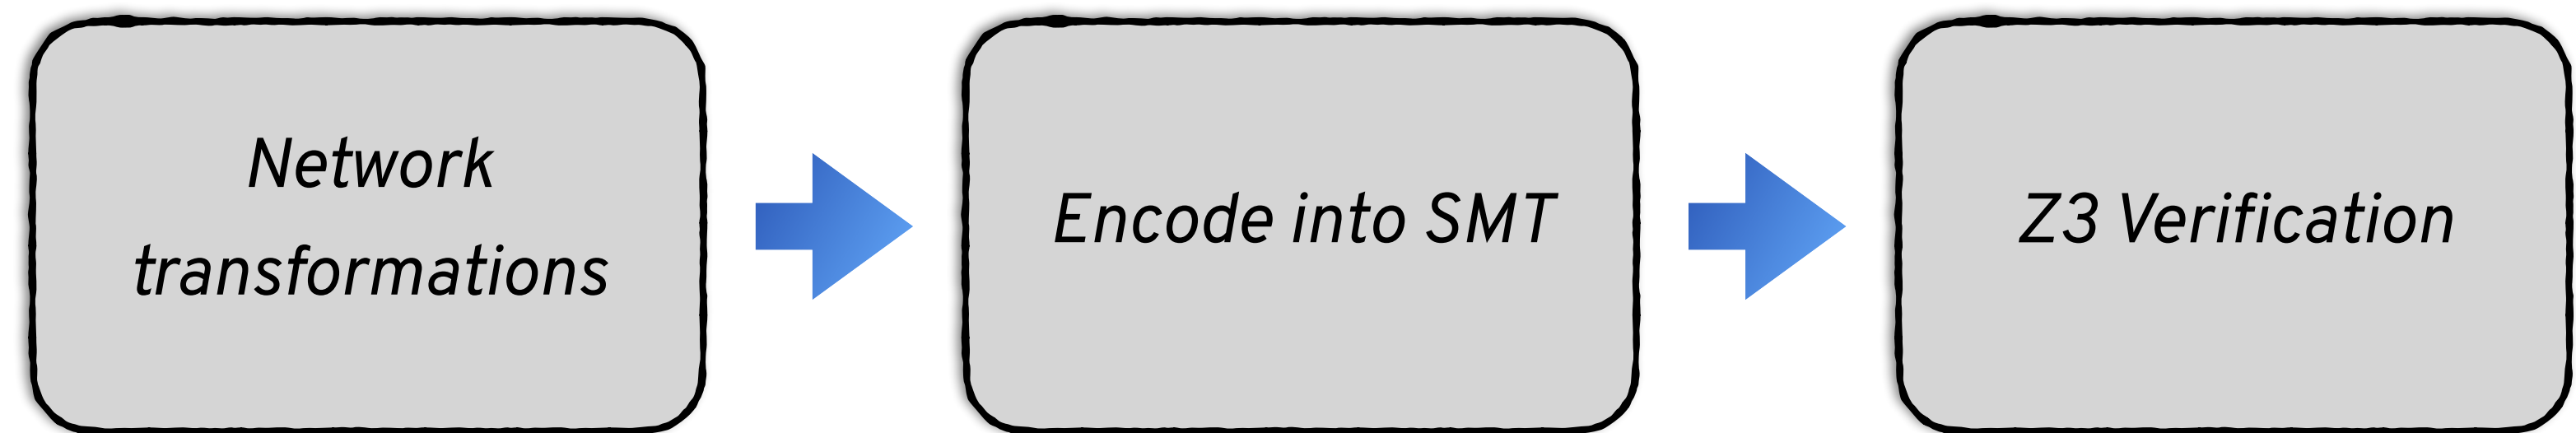 Network
transformations
Encode into SMT
Z3 Verification